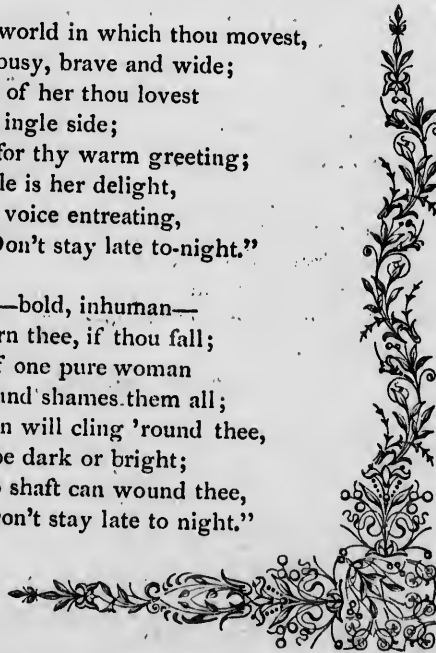 world in which thou movest,
busy, brave and wide;
of her thou lovest
ingle side;
for thy warm greeting;
le is her delight,
voice entreating,
Don't stay late to-night."
—bold, inhuman—
rn thee, if thou fall;
f one pure woman
and shames them all;
n will cling 'round thee,
be dark or bright;
shaft can wound thee,
on't stay late to night."